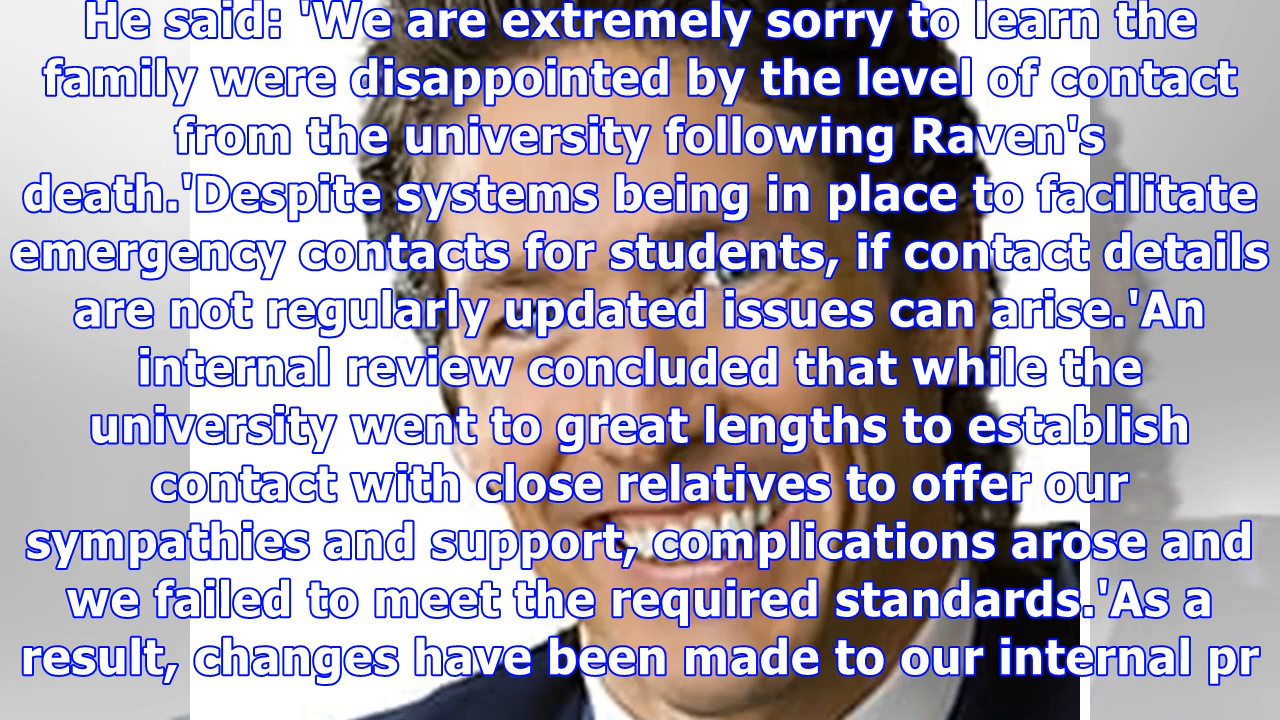 He said: 'We are extremely sorry to learn the
family were disappointed by the level of contact
from the university following Raven's
death.'Despite systems being in place to facilitate
emergency contacts for students, if contact details
are not regularly updated issues can arise.'An
internal review concluded that while the
university went to great lengths to establish
contact with close relatives to offer our
sympathies and support, complications arose and
we failed to meet the required standards.'As a
result, changes have been made to our internal pr